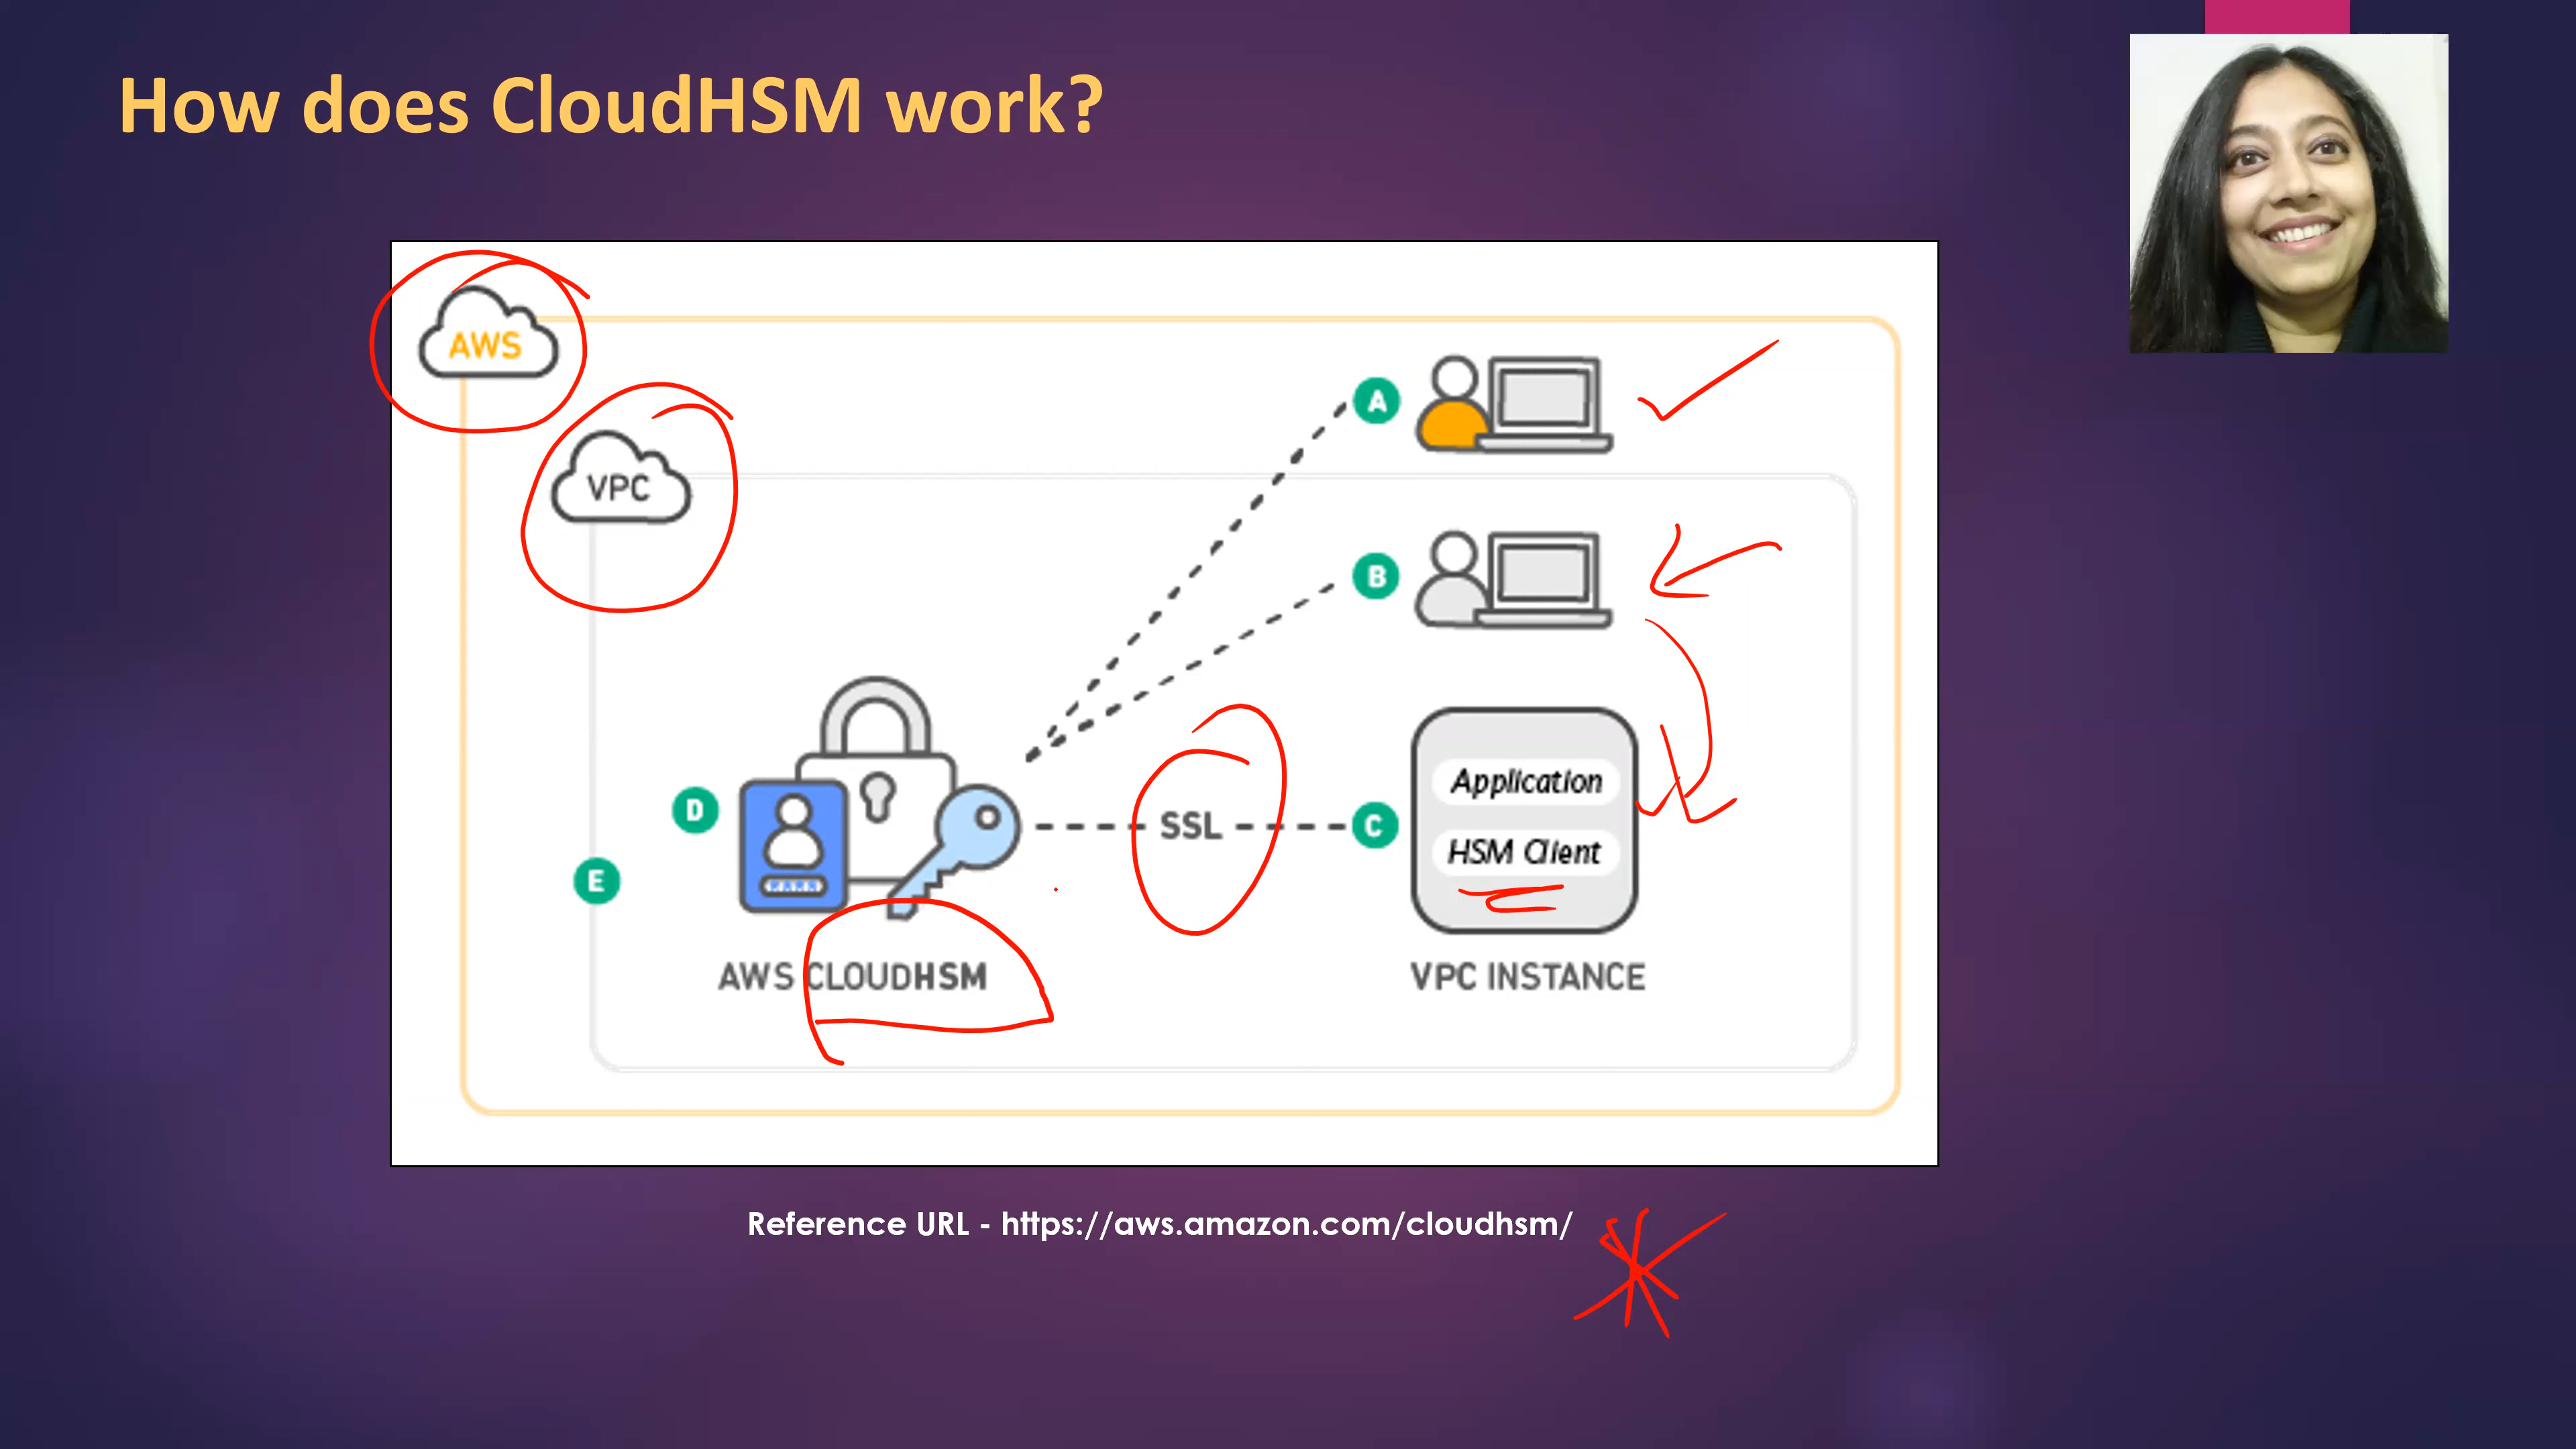 How does CloudHSM work?
AWS
VPC
A
B
C
D
E
SSL
Application
HSM Client
AWS CLOUDHSM
VPC INSTANCE
Reference URL - https://aws.amazon.com/cloudhsm/